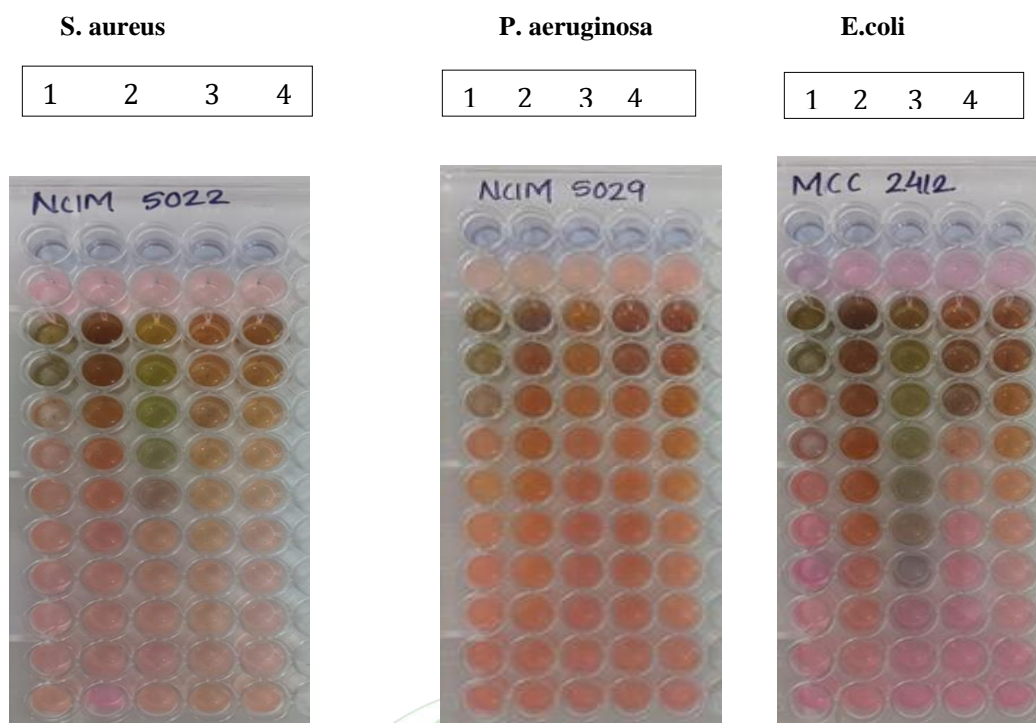 S. aureus
P. aeruginosa
E.coli
1 2 3 4
1 2 3 4
1 2 3 4
NCIM 5022
NCIM 5029
MCC 2412